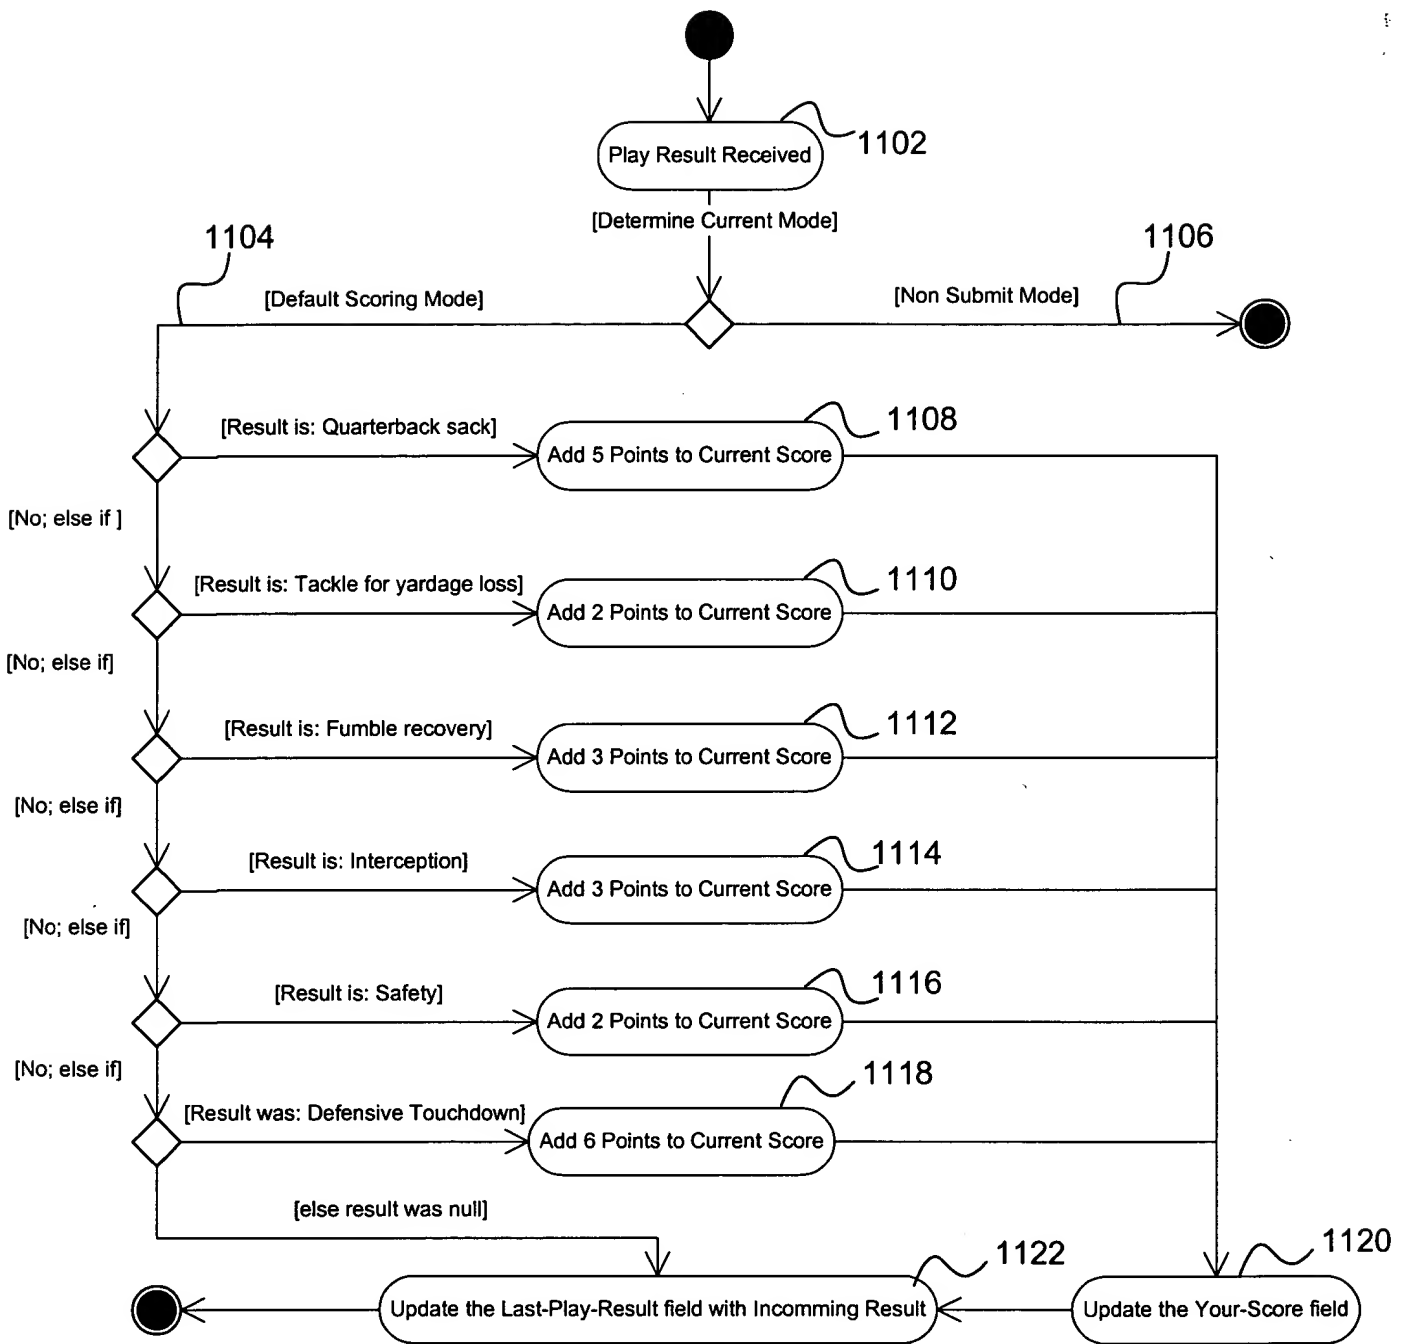 1102
Play Result Received
[Determine Current Mode]
1104
1106
[Default Scoring Mode]
[Non Submit Mode]
1108
[Result is: Quarterback sack]
Add 5 Points to Current Score
[No; else if ]
1110
[Result is: Tackle for yardage loss]
Add 2 Points to Current Score
[No; else if]
1112
[Result is: Fumble recovery]
Add 3 Points to Current Score
[No; else if]
1114
[Result is: Interception]
Add 3 Points to Current Score
[No; else if]
1116
[Result is: Safety]
Add 2 Points to Current Score
[No; else if]
1118
[Result was: Defensive Touchdown]
Add 6 Points to Current Score
[else result was null]
1122
1120
Update the Last-Play-Result field with Incomming Result
Update the Your-Score field